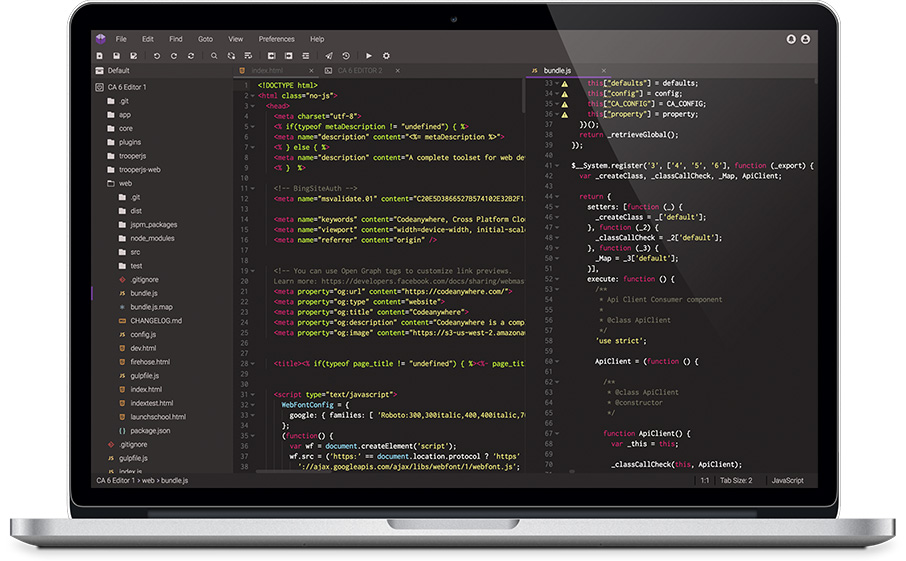 File Edit Find Goto View Preferences Help
Default
index.html CA 6 EDITOR 2 bundle.js
CA 6 Editor 1
.git
app
core
plugins
trooperjs
trooperjs-web
web
.git
dist
jspm_packages
node_modules
src
test
.gitignore
bundle.js
bundle.js.map
CHANGELOG.md
config.js
dev.html
firehose.html
gulpfile.js
index.html
indextest.html
launchschool.html
package.json
.gitignore
gulpfile.js
index.js
1 <!DOCTYPE html>
2 <html class="no-js">
3 <head>
4 <meta charset="utf-8">
5 <% if(typeof metaDescription != "undefined") { %>
6 <meta name="description" content="<%= metaDescription %>">
7 <% } else { %>
8 <meta name="description" content="A complete toolset for web de
9 <% } %>
10
11 <!-- BingSiteAuth -->
12 <meta name="msvalidate.01" content="C20E5D3866527B574102E32B2F1
13
14 <meta name="keywords" content="Codeanywhere, Cross Platform Clo
15 <meta name="viewport" content="width=device-width, initial-scale
16 <meta name="referrer" content="origin" />
17
18
19 <!-- You can use Open Graph tags to customize link previews.
20 Learn more: https://developers.facebook.com/docs/sharing/webmas
21 <meta property="og:url" content="https://codeanywhere.com/">
22 <meta property="og:type" content="website">
23 <meta property="og:title" content="Codeanywhere">
24 <meta property="og:description" content="Codeanywhere is a comp
25 <meta property="og:image" content="https://s3-us-west-2.amazona
26
27
28 <title><% if(typeof page_title != "undefined") { %><%- page_tit
29
30
31 <script type="text/javascript">
32 WebFontConfig = {
33 google: { families: [ 'Roboto:300,300italic,400,400italic,70
34 };
35 (function() {
36 var wf = document.createElement('script');
37 wf.src = ('https:' == document.location.protocol ? 'https'
38 '://ajax.googleapis.com/ajax/libs/webfont/1/webfont.js';
33 this["defaults"] = defaults;
34 this["config"] = config;
35 this["CA_CONFIG"] = CA_CONFIG;
36 this["property"] = property;
37 })();
38 return _retrieveGlobal();
39 });
40
41 $__System.register('3', ['4', '5', '6'], function (_export) {
42 var _createClass, _classCallCheck, _Map, ApiClient;
43
44 return {
45 setters: [function (_) {
46 _createClass = _['default'];
47 }, function (_2) {
48 _classCallCheck = _2['default'];
49 }, function (_3) {
50 _Map = _3['default'];
51 }],
52 execute: function () {
53 /**
54 * Api Client Consumer component
55 *
56 * @class ApiClient
57 */
58 'use strict';
59
60 ApiClient = (function () {
61
62 /**
63 * @class ApiClient
64 * @constructor
65 */
66
67 function ApiClient() {
68 var _this = this;
69
70 _classCallCheck(this, ApiClient);
CA 6 Editor 1 > web > bundle.js 1:1 Tab Size: 2 JavaScript